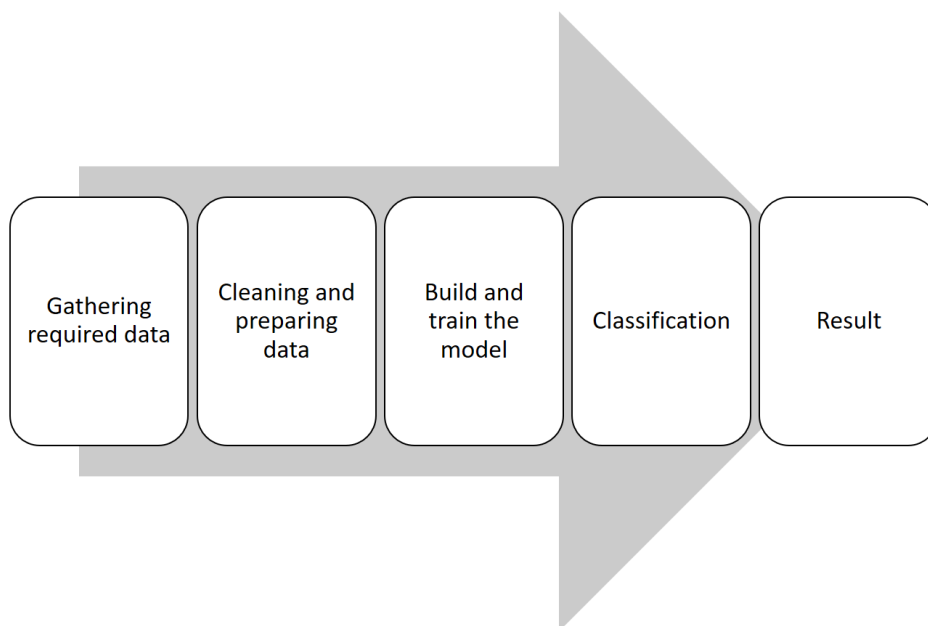 Gathering
required data
Cleaning and
preparing
data
Build and
train the
model
Classification
Result